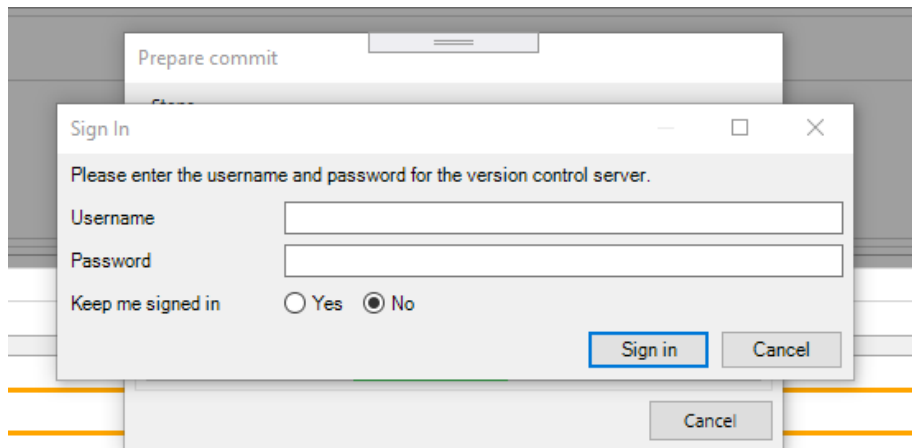 Prepare commit
Sign In
Please enter the username and password for the version control server.
Username
Password
Keep me signed in Yes No
Sign in Cancel
Cancel